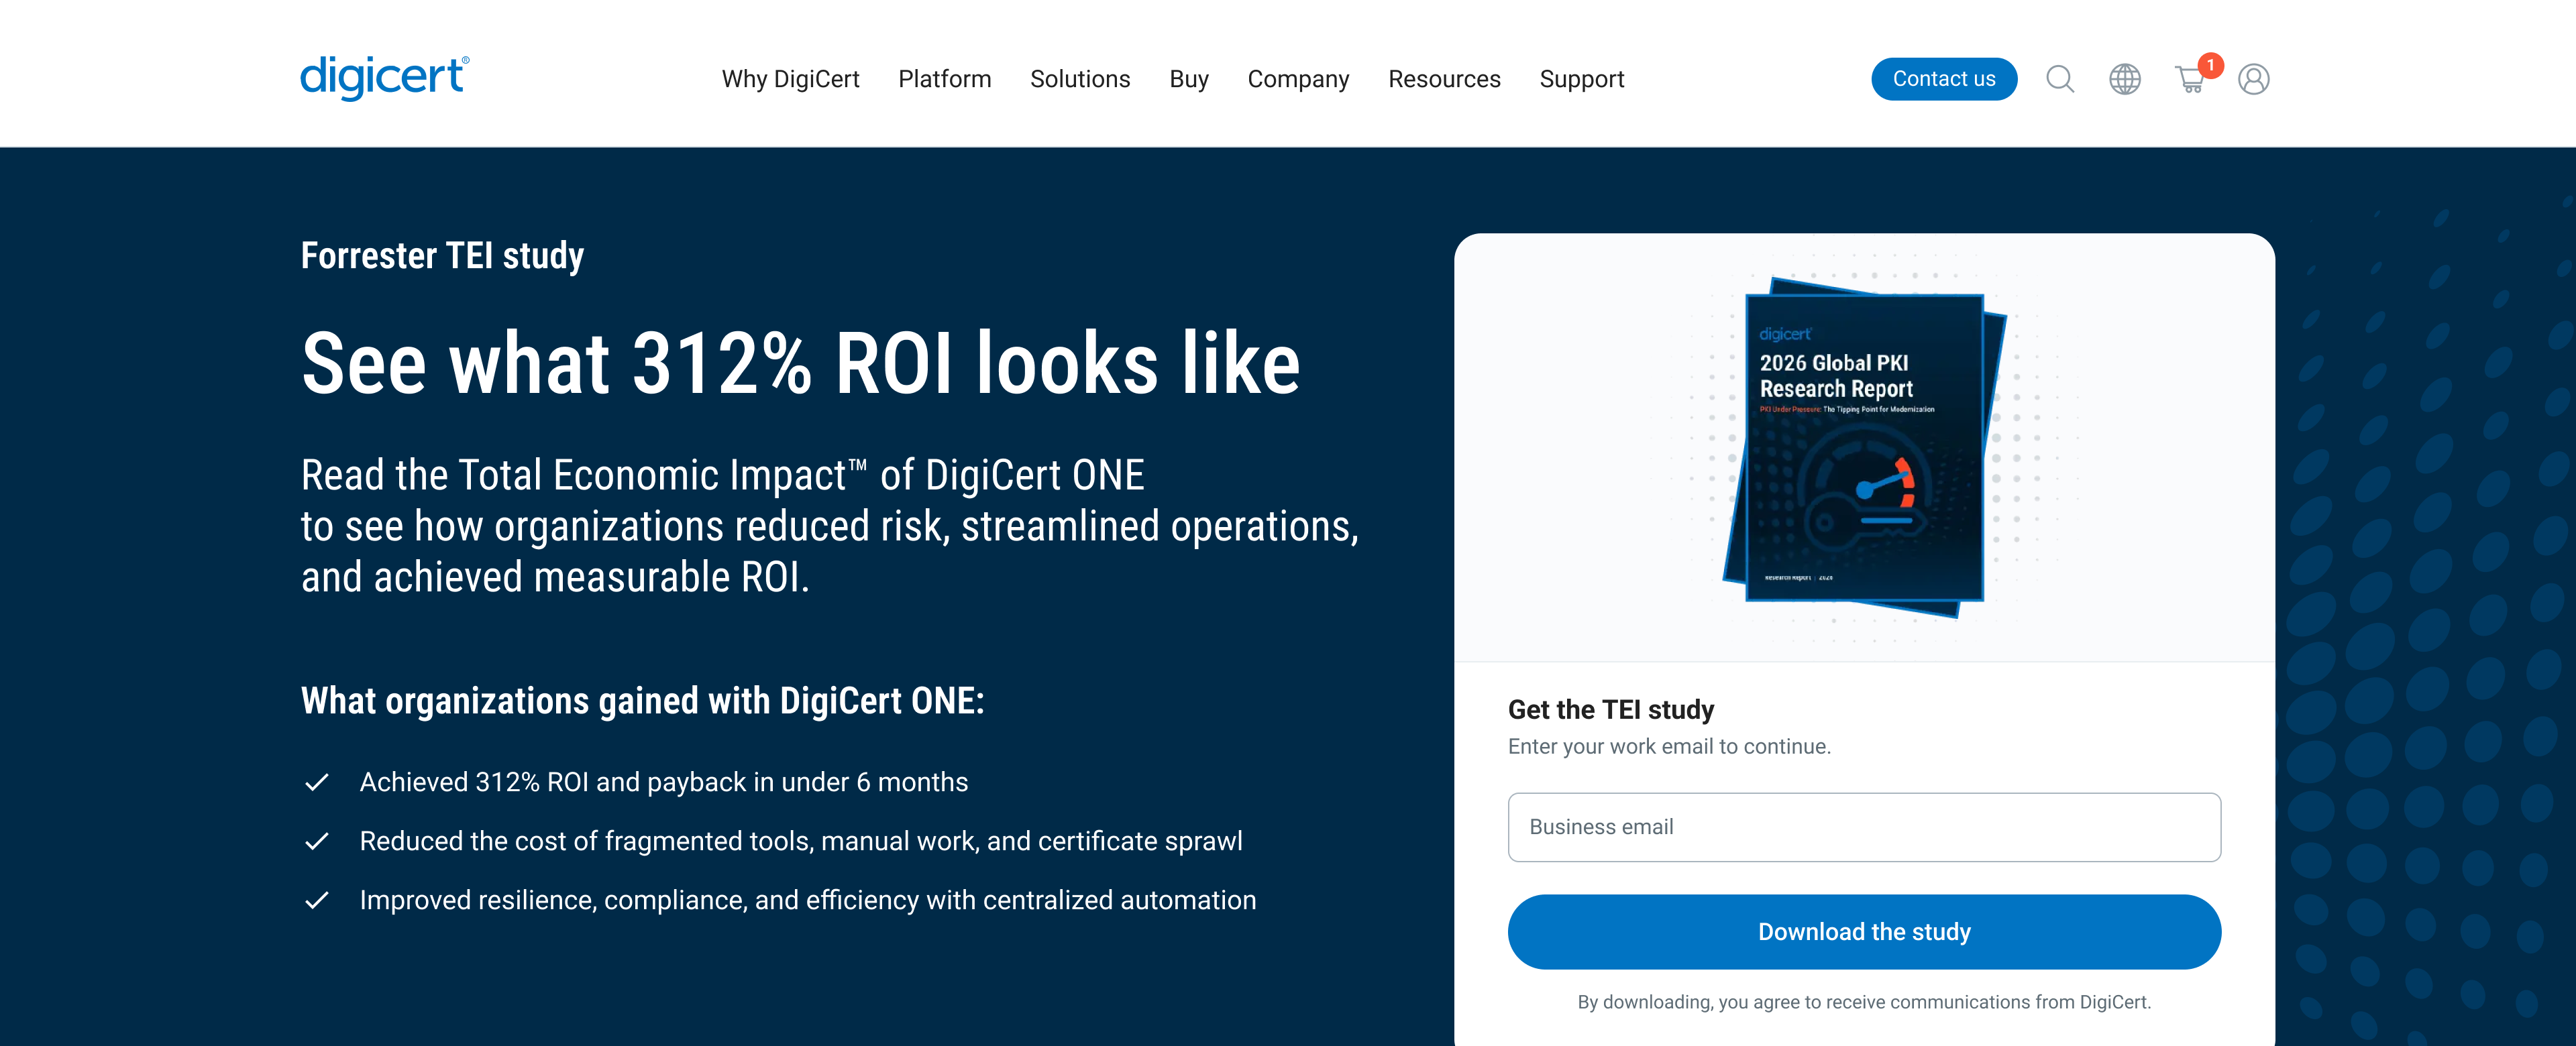 digicert®
Why DigiCert Platform Solutions Buy Company Resources Support
Contact us
1
Forrester TEI study
See what 312% ROI looks like
Read the Total Economic Impact™ of DigiCert ONE
to see how organizations reduced risk, streamlined operations,
and achieved measurable ROI.
What organizations gained with DigiCert ONE:
Achieved 312% ROI and payback in under 6 months
Reduced the cost of fragmented tools, manual work, and certificate sprawl
Improved resilience, compliance, and efficiency with centralized automation
digicert
2026 Global PKI
Research Report
PKI Under Pressure: The Tipping Point for Modernization
Research Report | 2026
Get the TEI study
Enter your work email to continue.
Business email
Download the study
By downloading, you agree to receive communications from DigiCert.